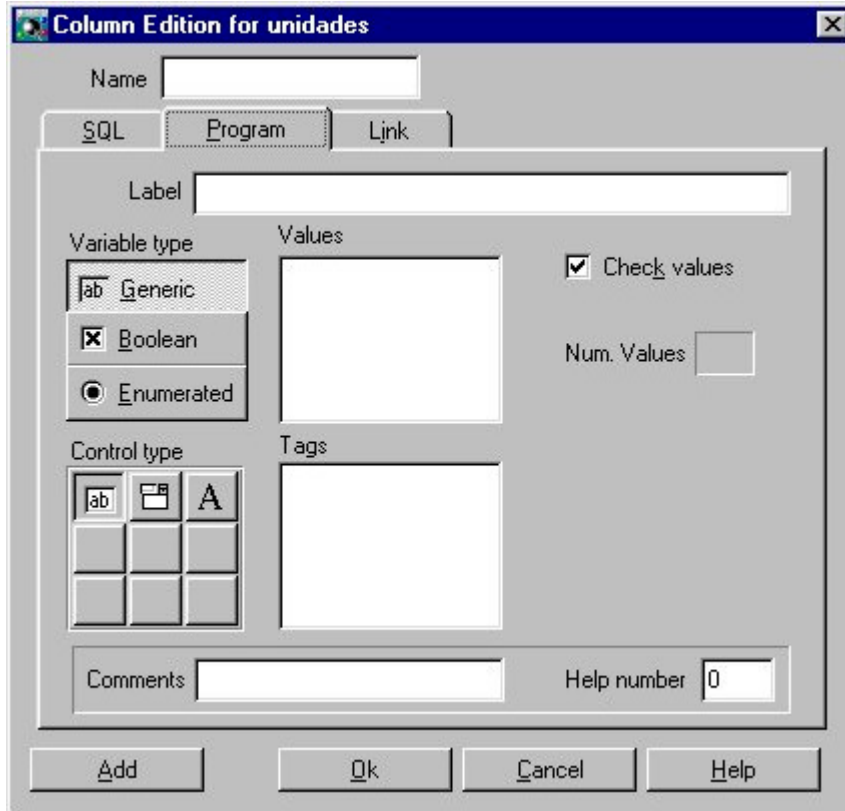 Column Edition for unidades
Name
SQL Program Link
Label
Variable type Values
Check values
ab Generic
Boolean
Num. Values
Enumerated
Control type Tags
ab A
Comments Help number 0
Add Ok Cancel Help